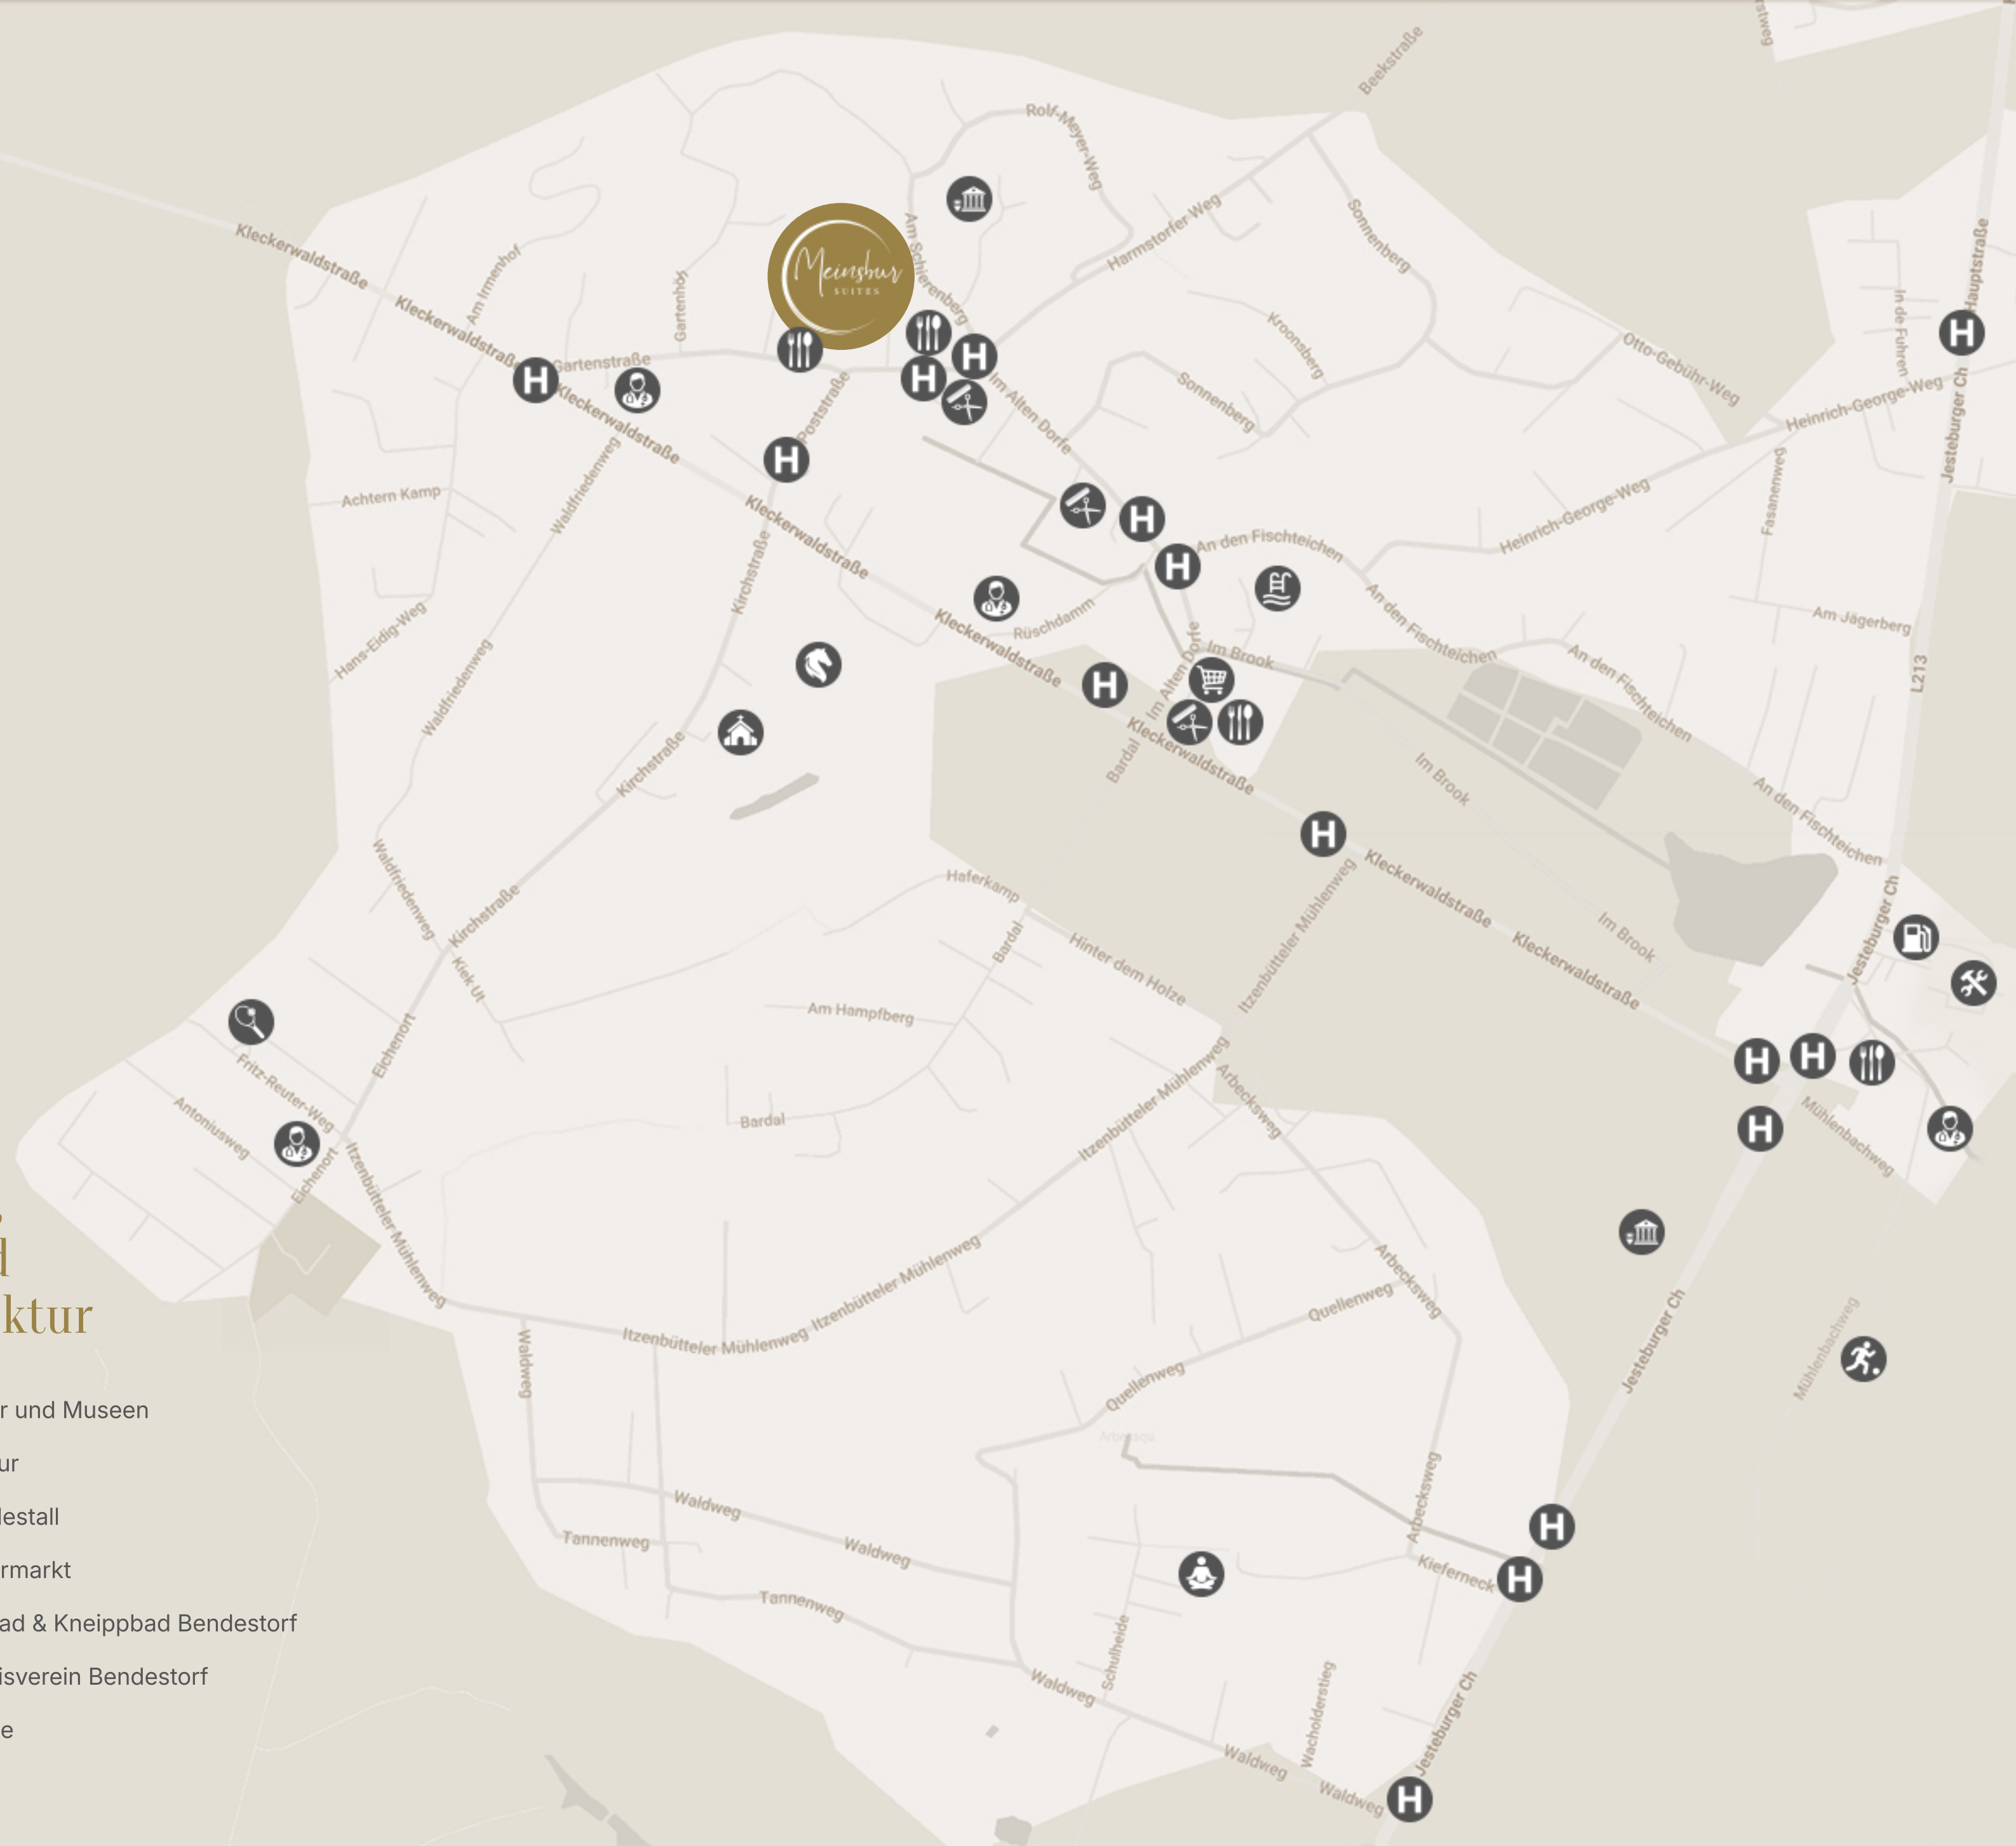 Beekstraße
Rolf-Meyer-Weg
Harmstorfer Weg
Sonnenberg
Am Schierenberg
Kleckerwaldstraße
Am Irmenhof
Gartenhof
Meinsbur
SUITES
Hauptstraße
In de Fuhren
Kleckerwaldstraße
H
Gartenstraße
H
H
H
Kroonsberg
Otto-Gebühr-Weg
Kleckerwaldstraße
Poststraße
Im Alten Dorfe
Sonnenberg
Heinrich-George-Weg
Jesteburger Ch
H
Achtern Kamp
Waldfriedenweg
Kleckerwaldstraße
H
An den Fischteichen
Heinrich-George-Weg
Fasanenweg
Kirchstraße
H
Hans-Eidig-Weg
Rüschdamm
An den Fischteichen
Am Jägerberg
Kleckerwaldstraße
Im Alten Dorfe
Im Brook
An den Fischteichen
L213
Waldfriedenweg
H
Kirchstraße
Bardal
Kleckerwaldstraße
Im Brook
An den Fischteichen
H
Waldfriedenweg
Kirchstraße
Haferkamp
Itzenbütteler Mühlenweg
Kleckerwaldstraße
Kleckerwaldstraße
Im Brook
Jesteburger Ch
Kiek Ut
Bardal
Hinter dem Holze
Am Hampfberg
Eichenort
Fritz-Reuter-Weg
Antoniusweg
Bardal
Itzenbütteler Mühlenweg
Arbecksweg
H
H
H
Mühlenbachweg
Eichenort
Itzenbütteler Mühlenweg
Itzenbütteler Mühlenweg
Itzenbütteler Mühlenweg
Arbecksweg
Quellenweg
Jesteburger Ch
Mühlenbachweg
d
ktur
Waldweg
Quellenweg
r und Museen
ur
destall
rmarkt
ad & Kneippbad Bendestorf
isverein Bendestorf
e
Waldweg
Tannenweg
Waldweg
Tannenweg
Arbecksweg
Kieferneck
H
H
Schulheide
Waldweg
Wacholderstieg
Jesteburger Ch
Waldweg
Waldweg
H